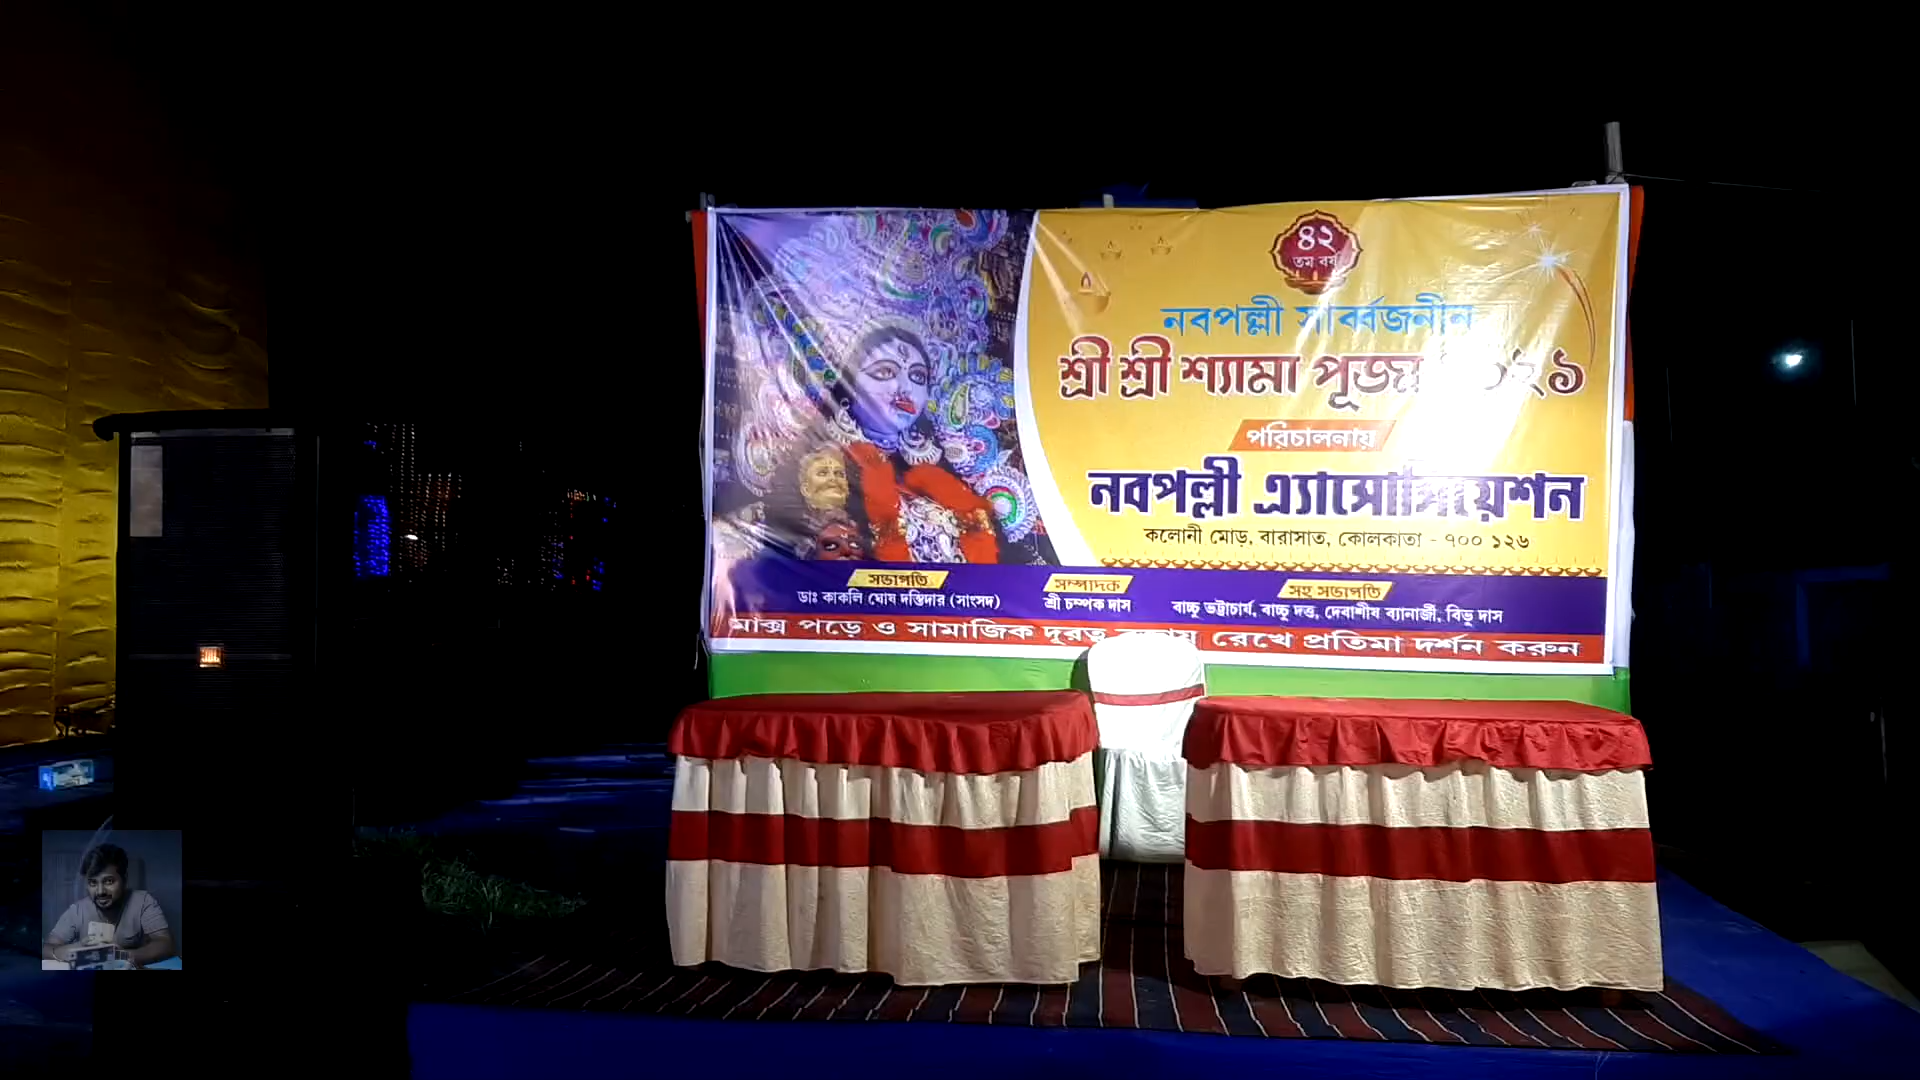 ৪২
তম বর্ষ
নবপল্লী সার্ব্বজনীন
শ্রী শ্রী শ্যামা পূজা
পরিচালনায়
নবপল্লী এ্যাসোসিয়েশন
কলোনী মোড়, বারাসাত, কোলকাতা - ৭০০ ১২৬
সভাপতি
ডাঃ কাকলি ঘোষ দস্তিদার (সাংসদ)
সম্পাদক
শ্রী চম্পক দাস
সহ সভাপতি
বাচ্চু ভট্টাচার্য, বাচ্চু দত্ত, দেবাশীষ ব্যানার্জী, বিভু দাস
মাক্স পড়ে ও সামাজিক দূরত্ব রেখে প্রতিমা দর্শন করুন
JBL